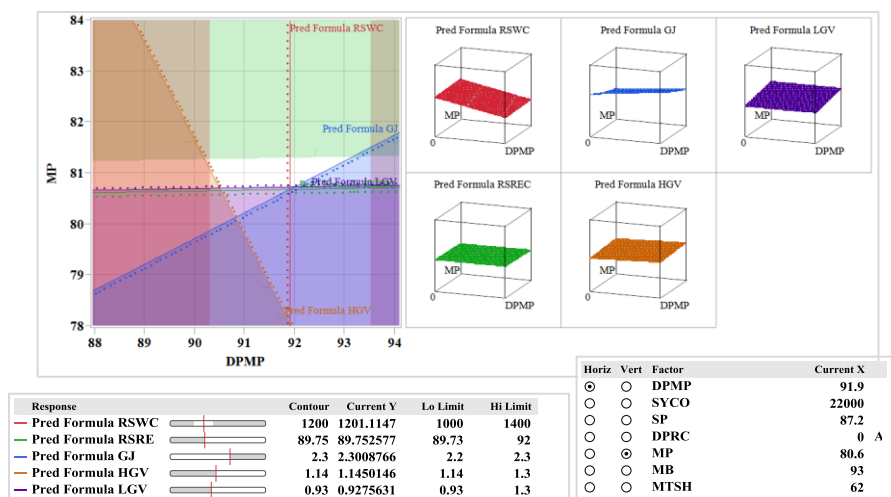 84
83
82
81
80
79
78
MP
88 89 90 91 92 93 94
DPMP
Pred Formula RSWC
Pred Formula GJ
Pred Formula LGV
Pred Formula HGV
Pred Formula RSWC
MP
0
DPMP
Pred Formula GJ
MP
0
DPMP
Pred Formula LGV
MP
0
DPMP
Pred Formula RSREC
MP
0
DPMP
Pred Formula HGV
MP
0
DPMP
Response Contour Current Y Lo Limit Hi Limit
Pred Formula RSWC 1200 1201.1147 1000 1400
Pred Formula RSRE 89.75 89.752577 89.73 92
Pred Formula GJ 2.3 2.3008766 2.2 2.3
Pred Formula HGV 1.14 1.1450146 1.14 1.3
Pred Formula LGV 0.93 0.9275631 0.93 1.3
Horiz Vert Factor Current X
DPMP 91.9
SYCO 22000
SP 87.2
DPRC 0 A
MP 80.6
MB 93
MTSH 62